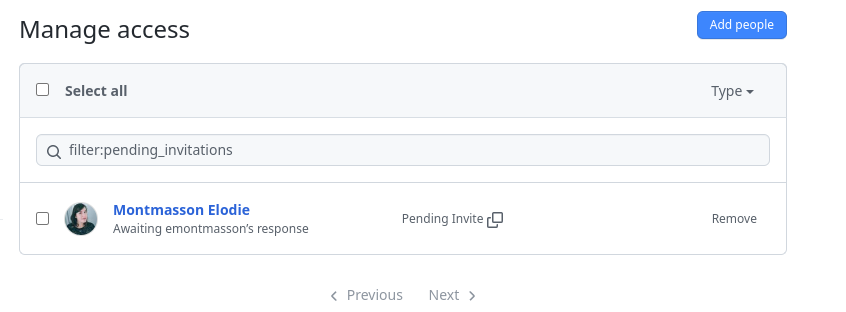 Manage access
Add people
Select all
Type
filter:pending_invitations
Montmasson Elodie
Awaiting emontmasson's response
Pending Invite
Remove
Previous
Next